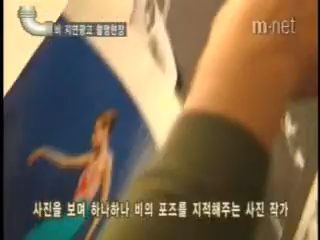 m·net
비 지면광고 촬영현장
사진을 보며 하나하나 비의 포즈를 지적해주는 사진 작가